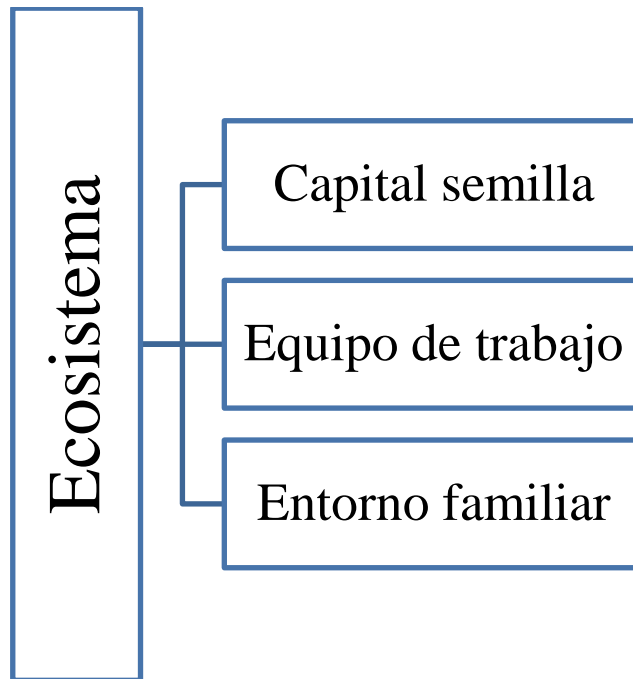 Ecosistema
Capital semilla
Equipo de trabajo
Entorno familiar